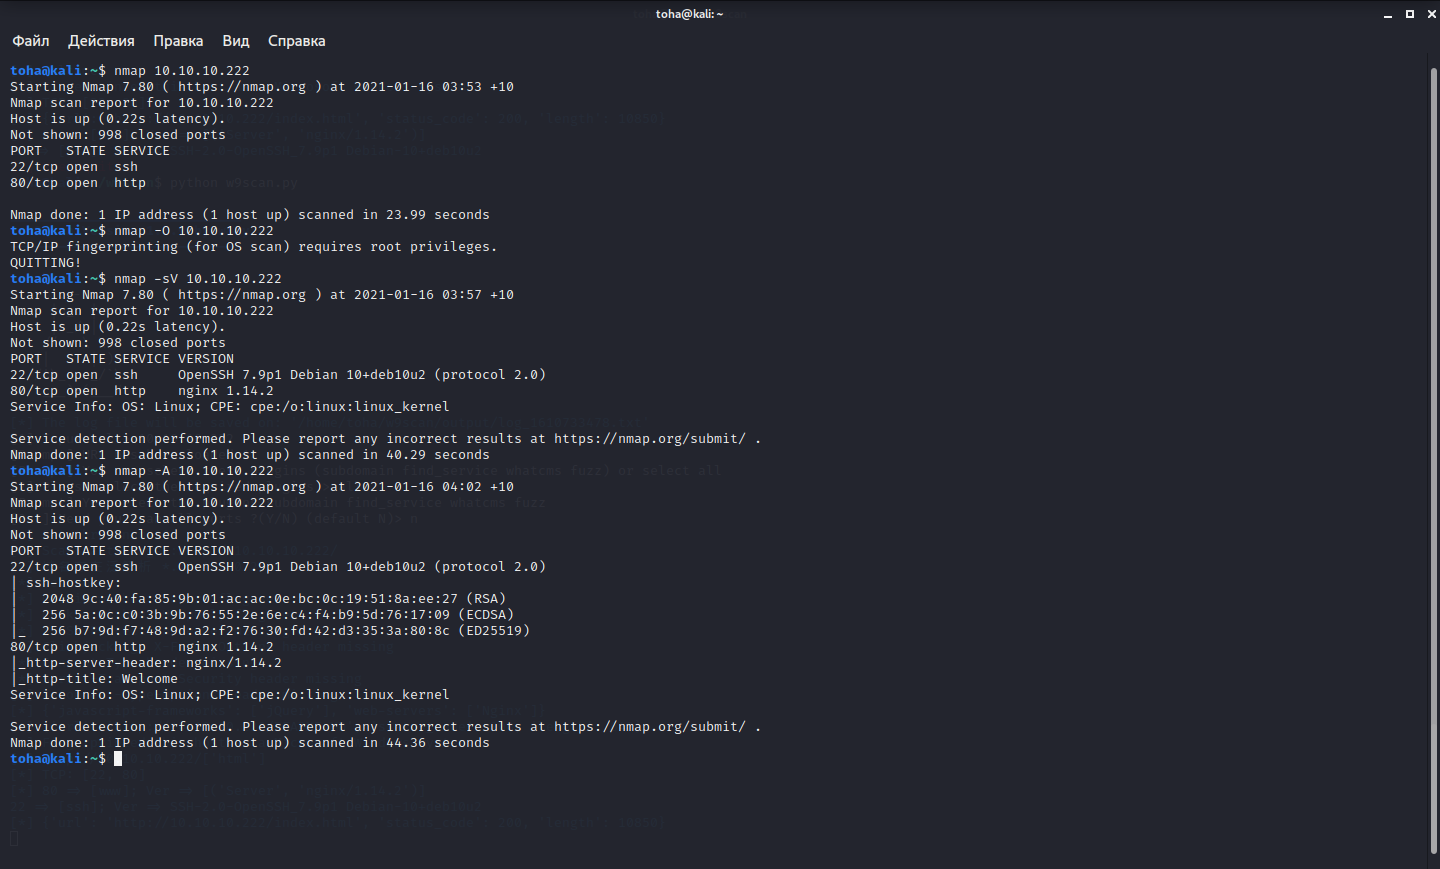 toha@kali: ~
Файл Действия Правка Вид Справка
toha@kali:~$ nmap 10.10.10.222
Starting Nmap 7.80 ( https://nmap.org ) at 2021-01-16 03:53 +10
Nmap scan report for 10.10.10.222
Host is up (0.22s latency).
Not shown: 998 closed ports
PORT   STATE SERVICE
22/tcp open  ssh
80/tcp open  http
$ python w9scan.py
Nmap done: 1 IP address (1 host up) scanned in 23.99 seconds
toha@kali:~$ nmap -O 10.10.10.222
TCP/IP fingerprinting (for OS scan) requires root privileges.
QUITTING!
toha@kali:~$ nmap -sV 10.10.10.222
Starting Nmap 7.80 ( https://nmap.org ) at 2021-01-16 03:57 +10
Nmap scan report for 10.10.10.222
Host is up (0.22s latency).
Not shown: 998 closed ports
PORT   STATE SERVICE VERSION
22/tcp open  ssh     OpenSSH 7.9p1 Debian 10+deb10u2 (protocol 2.0)
80/tcp open  http    nginx 1.14.2
Service Info: OS: Linux; CPE: cpe:/o:linux:linux_kernel
Service detection performed. Please report any incorrect results at https://nmap.org/submit/ .
Nmap done: 1 IP address (1 host up) scanned in 40.29 seconds
toha@kali:~$ nmap -A 10.10.10.222
(subdomain find_service whatcms fuzz) or select all
Starting Nmap 7.80 ( https://nmap.org ) at 2021-01-16 04:02 +10
Nmap scan report for 10.10.10.222
find_service whatcms fuzz
Host is up (0.22s latency).
?(Y/N) (default N)> n
Not shown: 998 closed ports
PORT   STATE SERVICE VERSION
22/tcp open  ssh     OpenSSH 7.9p1 Debian 10+deb10u2 (protocol 2.0)
| ssh-hostkey:
|   2048 9c:40:fa:85:9b:01:ac:ac:0e:bc:0c:19:51:8a:ee:27 (RSA)
|   256 5a:0c:c0:3b:9b:76:55:2e:6e:c4:f4:b9:5d:76:17:09 (ECDSA)
|_  256 b7:9d:f7:48:9d:a2:f2:76:30:fd:42:d3:35:3a:80:8c (ED25519)
80/tcp open  http    nginx 1.14.2
|_http-server-header: nginx/1.14.2
|_http-title: Welcome
Service Info: OS: Linux; CPE: cpe:/o:linux:linux_kernel
Service detection performed. Please report any incorrect results at https://nmap.org/submit/ .
Nmap done: 1 IP address (1 host up) scanned in 44.36 seconds
toha@kali:~$